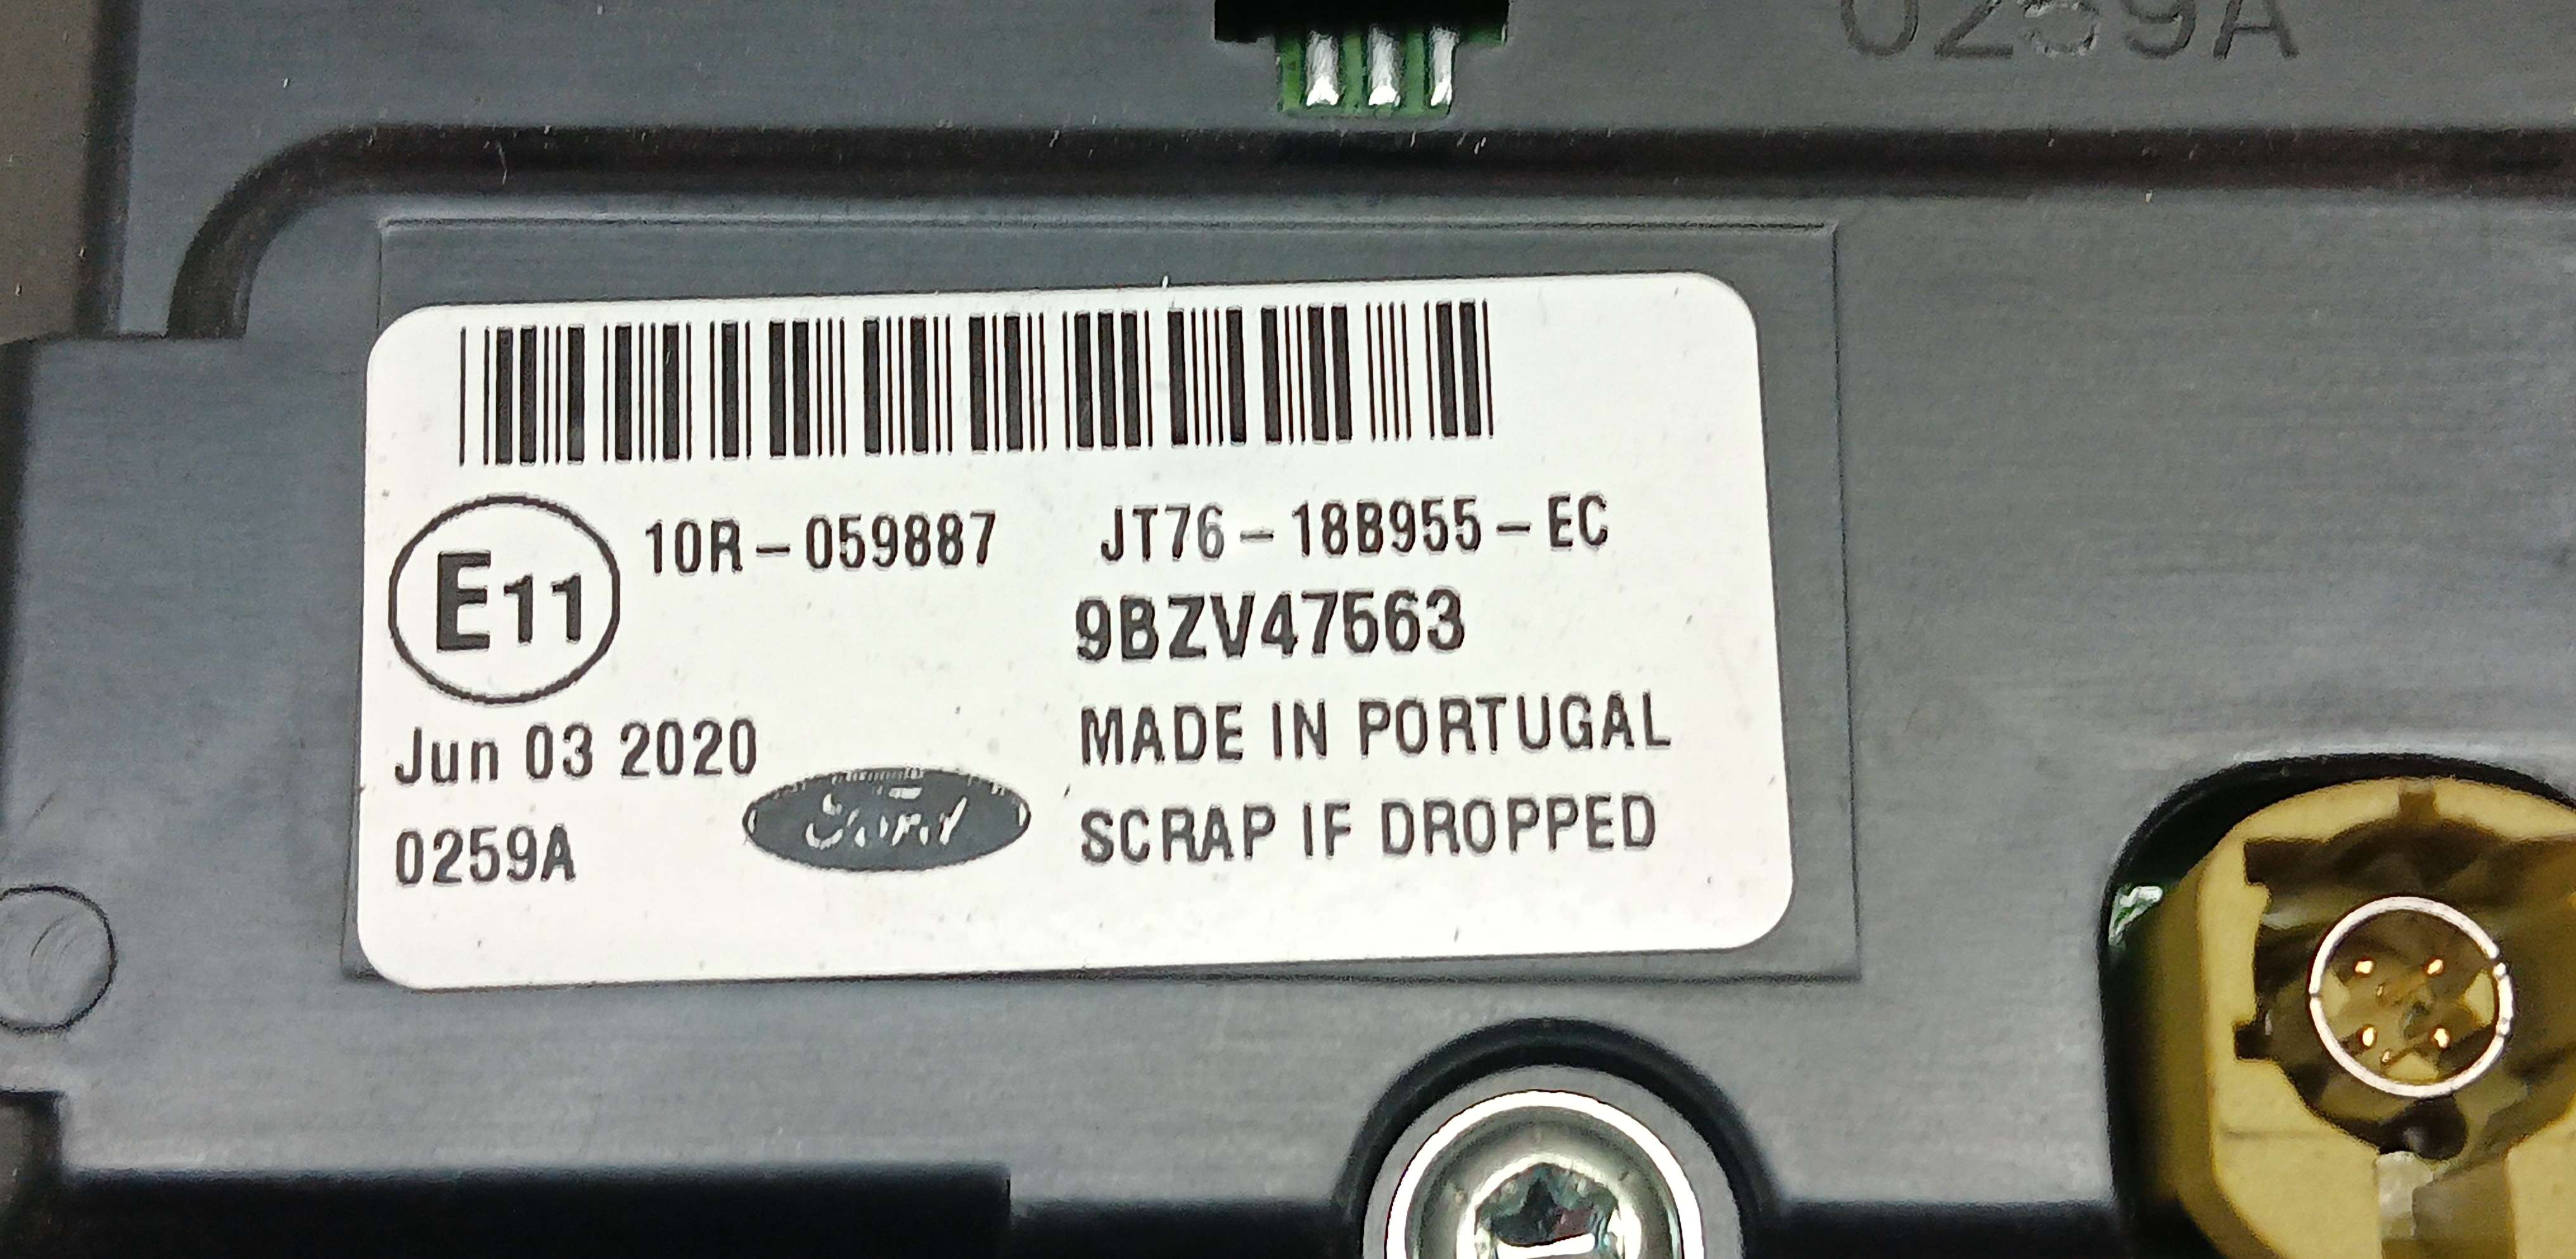 0259A
10R-059887 JT76-18B955-EC
E11
9BZV47563
MADE IN PORTUGAL
Jun 03 2020
Ford
SCRAP IF DROPPED
0259A